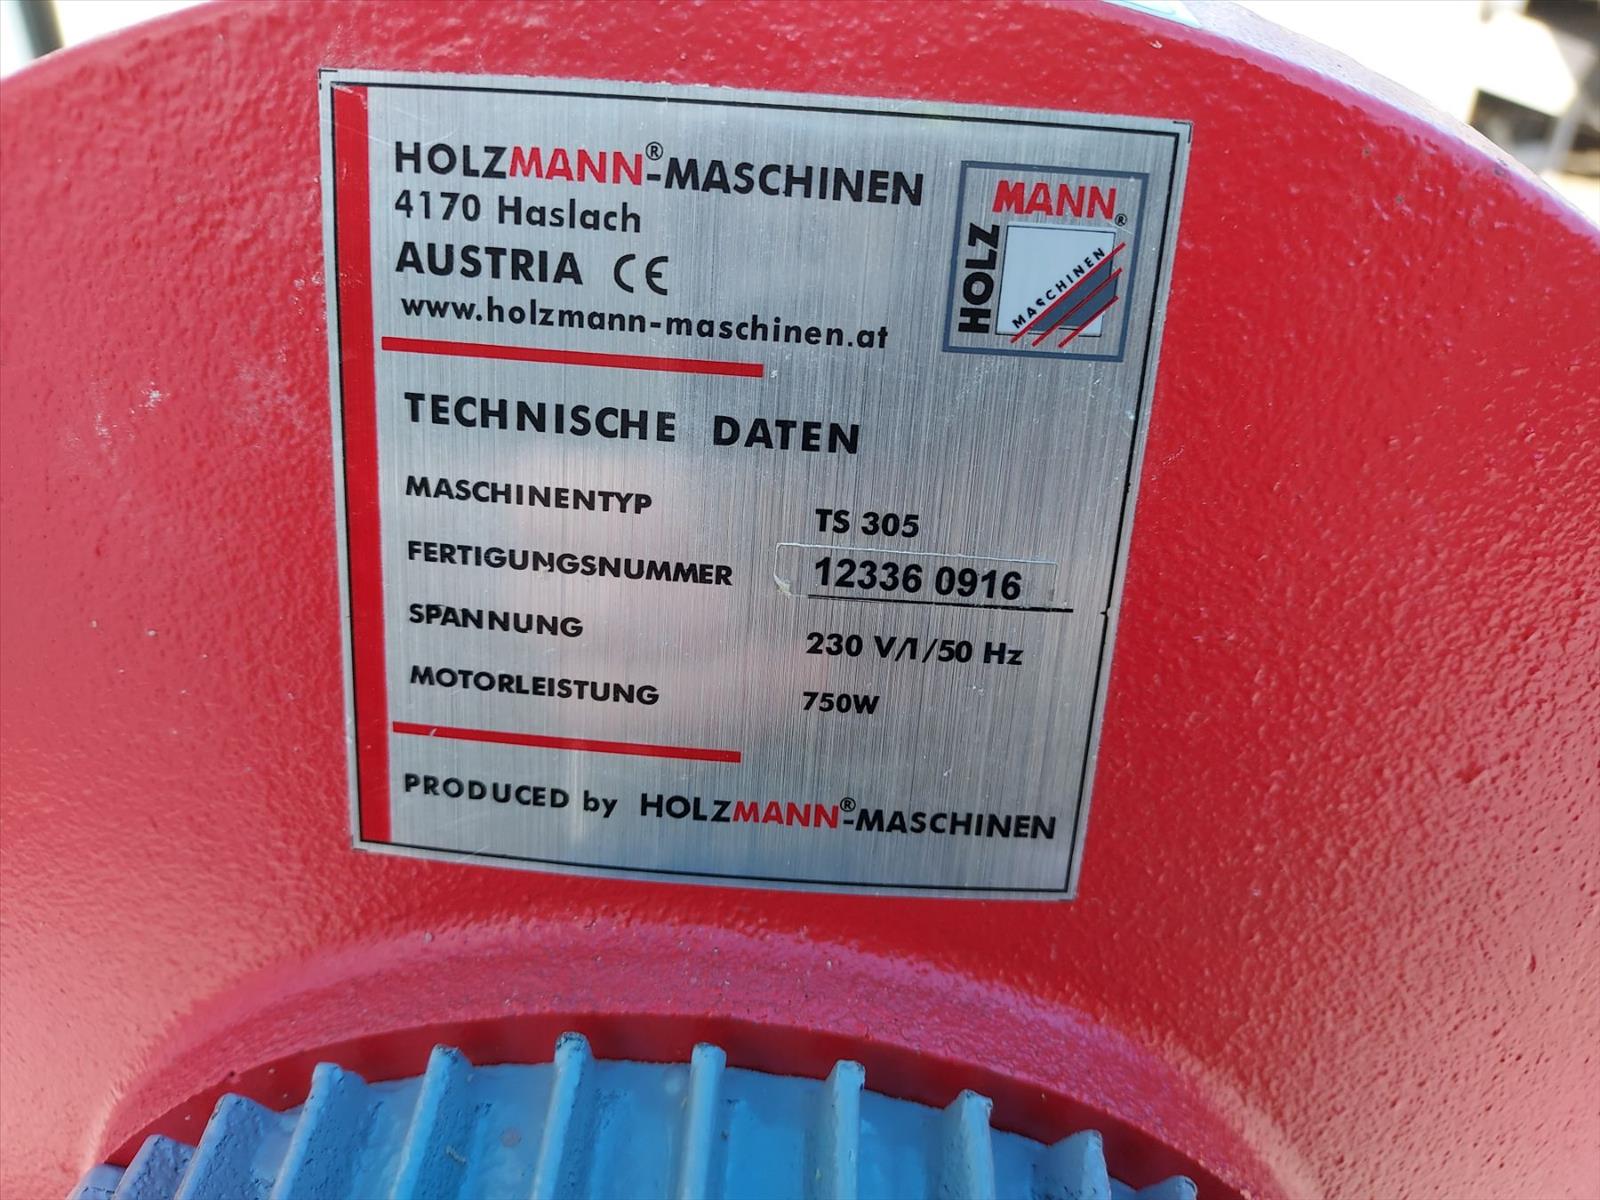 HOLZMANN®-MASCHINEN
4170 Haslach
AUSTRIA CE
www.holzmann-maschinen.at
MANN®
HOLZ
MASCHINEN
TECHNISCHE DATEN
MASCHINENTYP TS 305
FERTIGUNGSNUMMER 12336 0916
SPANNUNG 230 V/1/50 Hz
MOTORLEISTUNG 750W
PRODUCED by HOLZMANN®-MASCHINEN